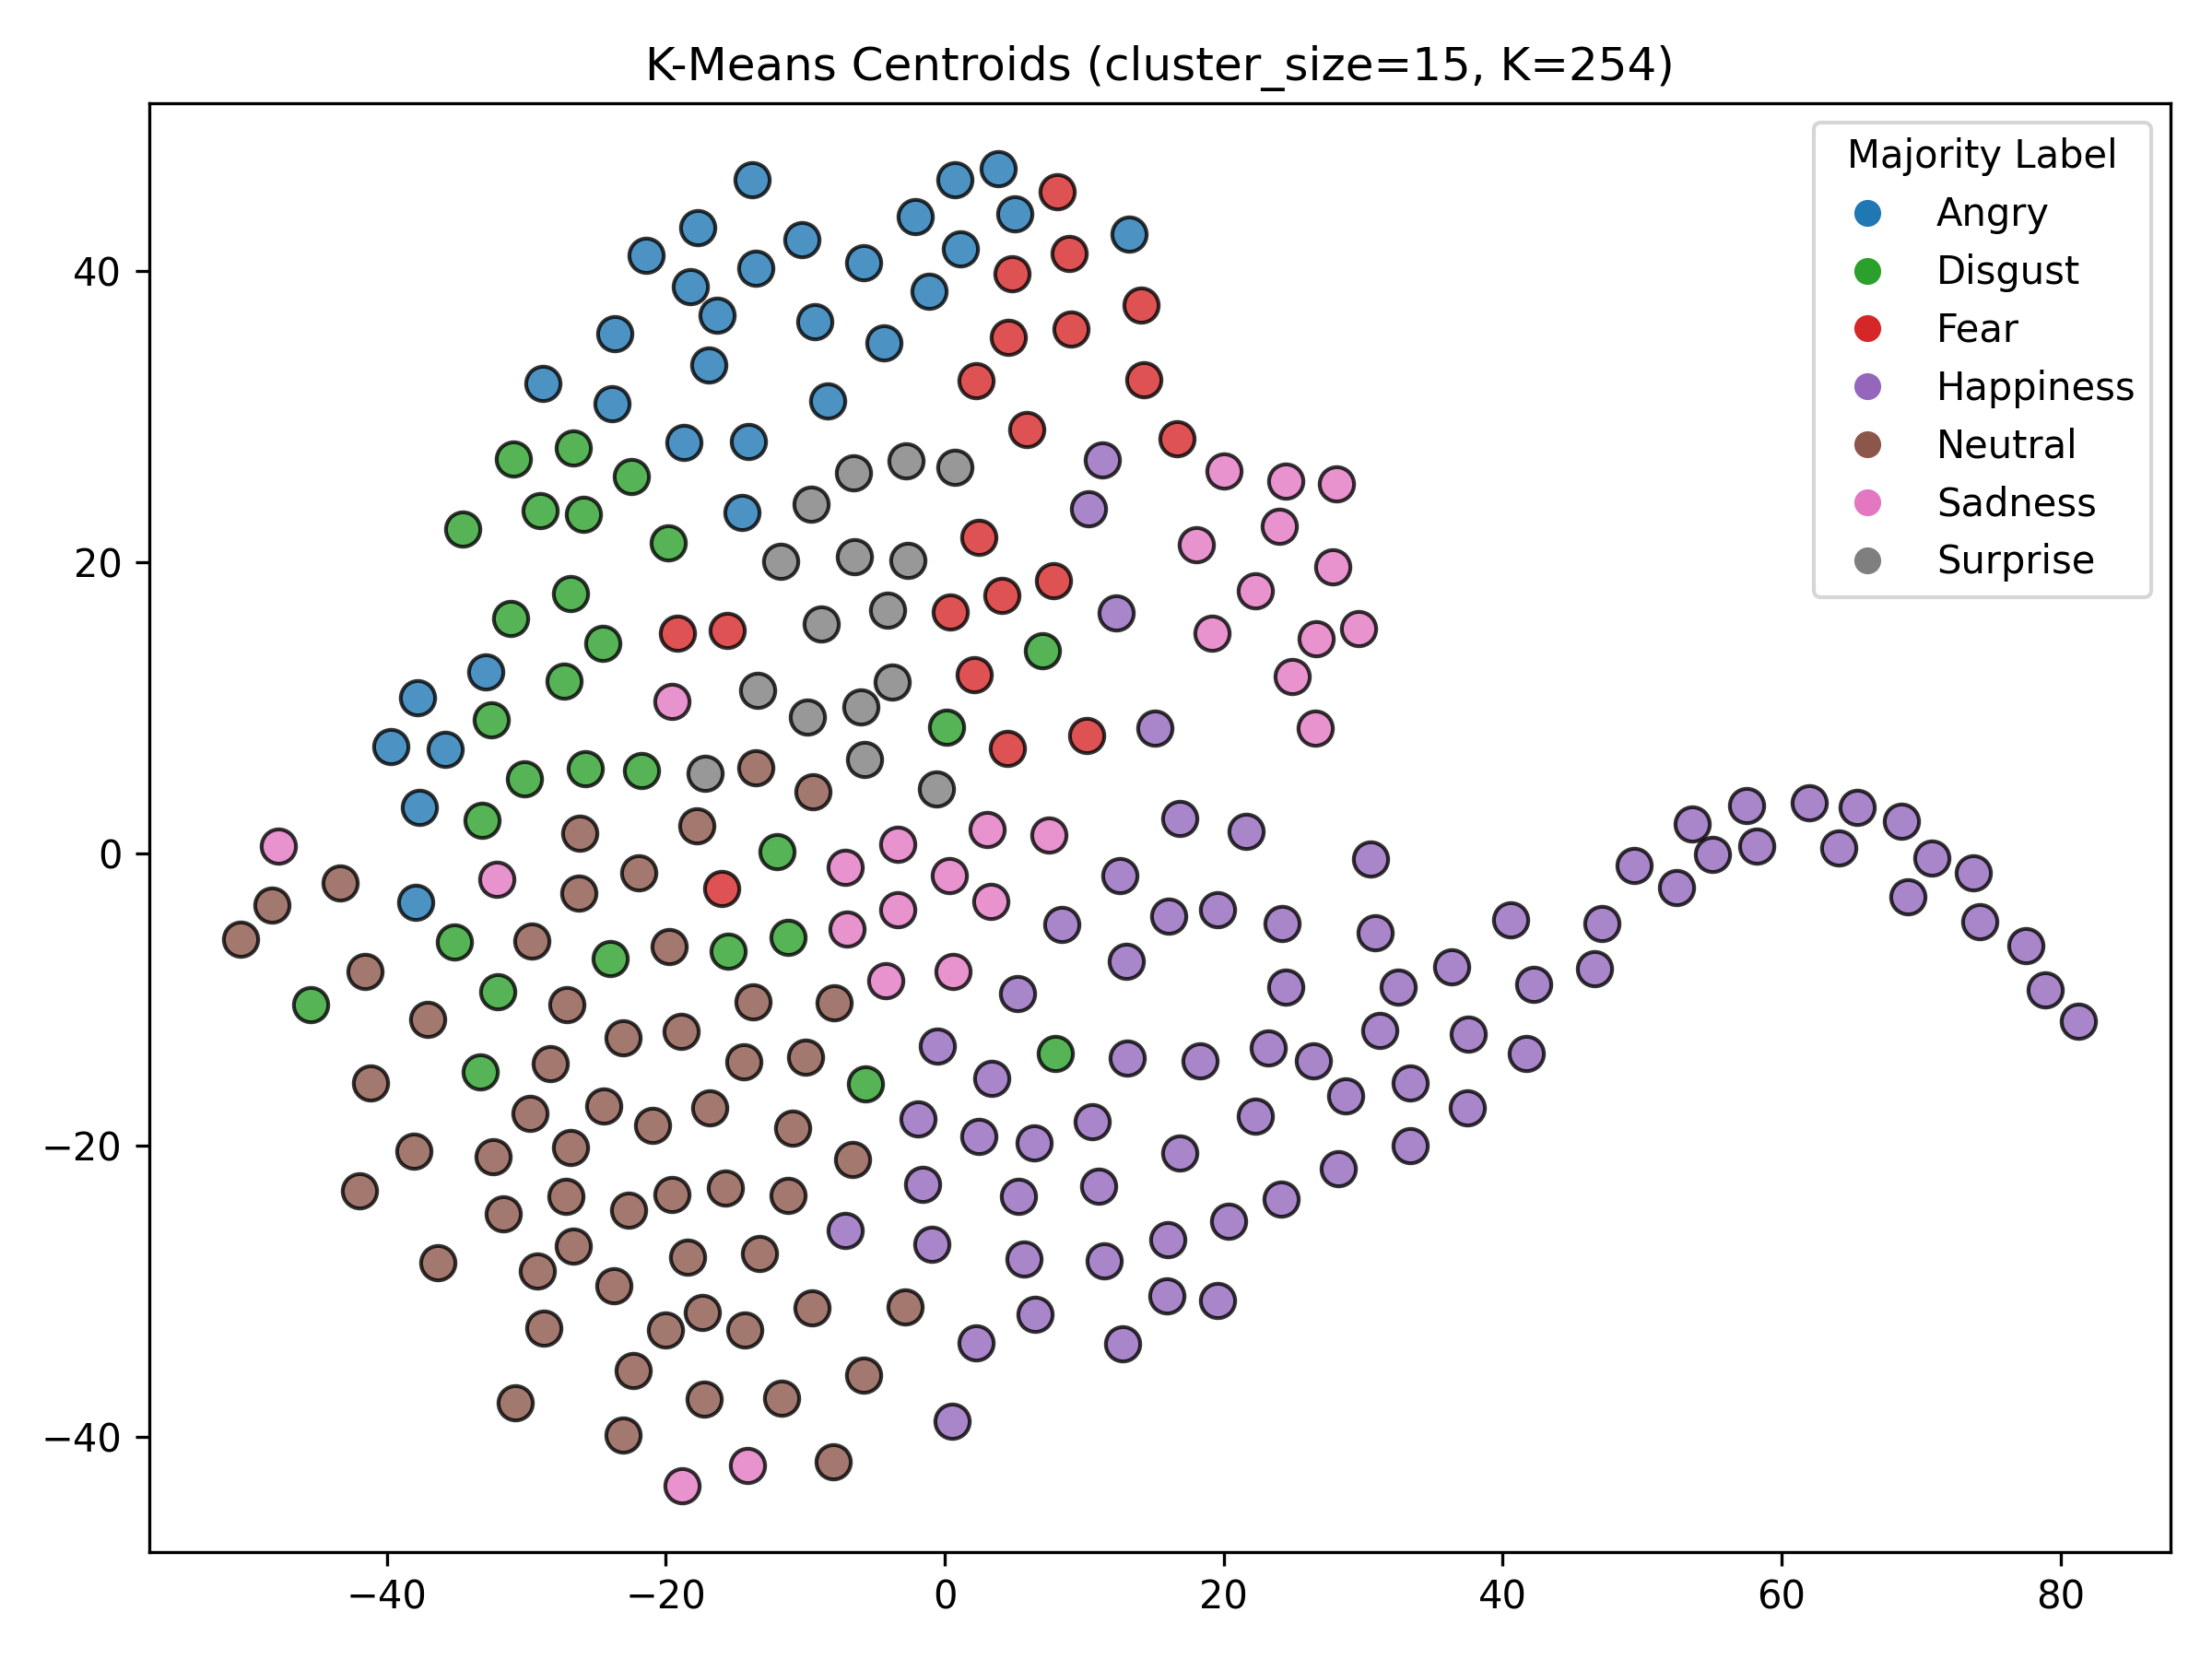 K-Means Centroids (cluster_size=15, K=254)
Majority Label
Angry
Disgust
Fear
Happiness
Neutral
Sadness
Surprise
40
20
0
−20
−40
−40 −20 0 20 40 60 80